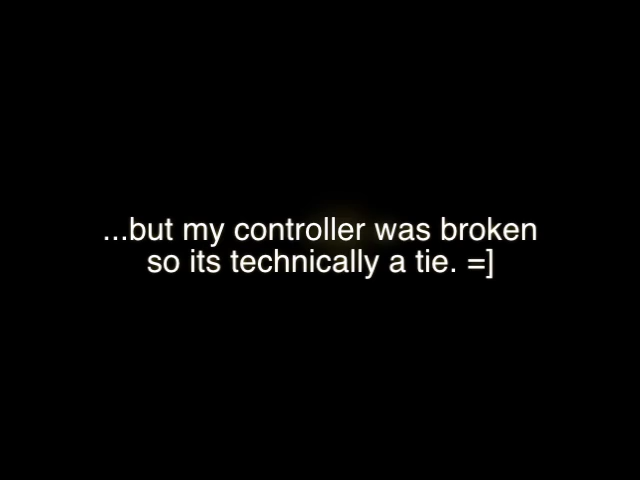 ...but my controller was broken
so its technically a tie. =]